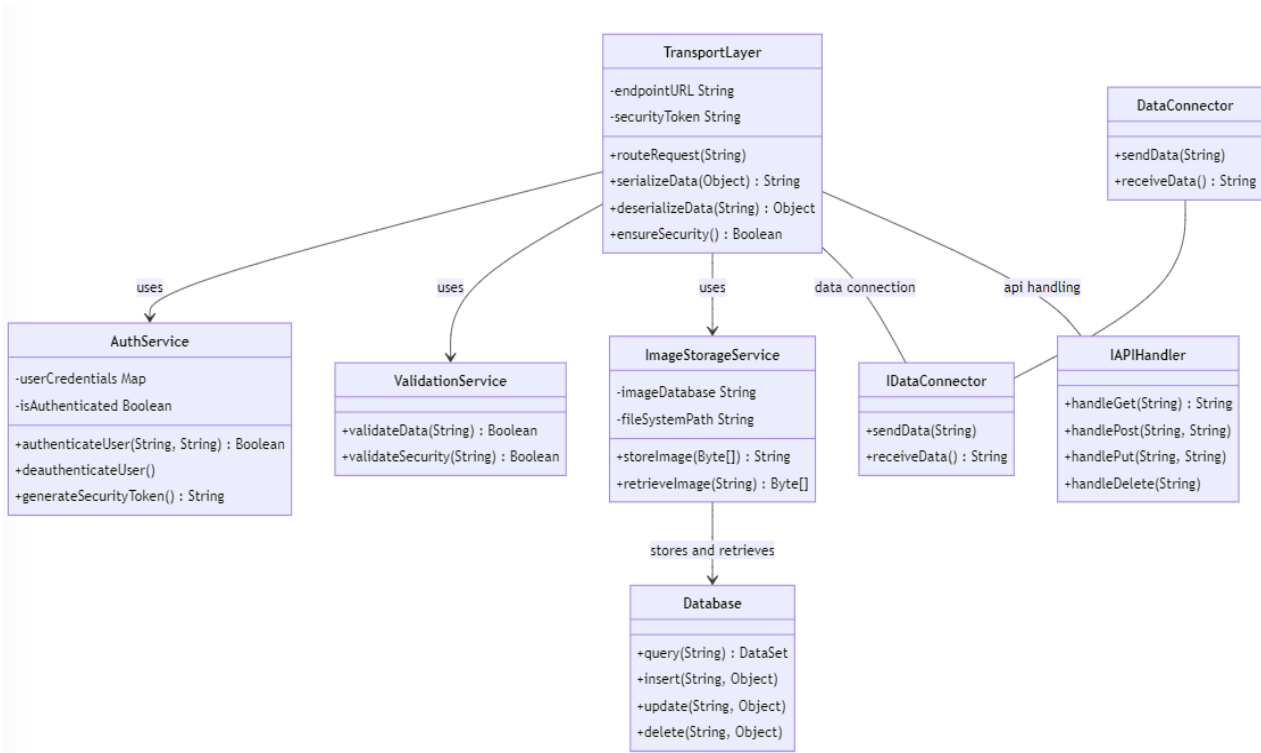 TransportLayer
-endpointURL String
-securityToken String
+routeRequest(String)
+serializeData(Object) : String
+deserializeData(String) : Object
+ensureSecurity() : Boolean
DataConnector
+sendData(String)
+receiveData() : String
uses
uses
uses
data connection
api handling
AuthService
-userCredentials Map
-isAuthenticated Boolean
+authenticateUser(String, String) : Boolean
+deauthenticateUser()
+generateSecurityToken() : String
ValidationService
+validateData(String) : Boolean
+validateSecurity(String) : Boolean
ImageStorageService
-imageDatabase String
-fileSystemPath String
+storeImage(Byte[]) : String
+retrieveImage(String) : Byte[]
IDataConnector
+sendData(String)
+receiveData() : String
IAPIHandler
+handleGet(String) : String
+handlePost(String, String)
+handlePut(String, String)
+handleDelete(String)
stores and retrieves
Database
+query(String) : DataSet
+insert(String, Object)
+update(String, Object)
+delete(String, Object)